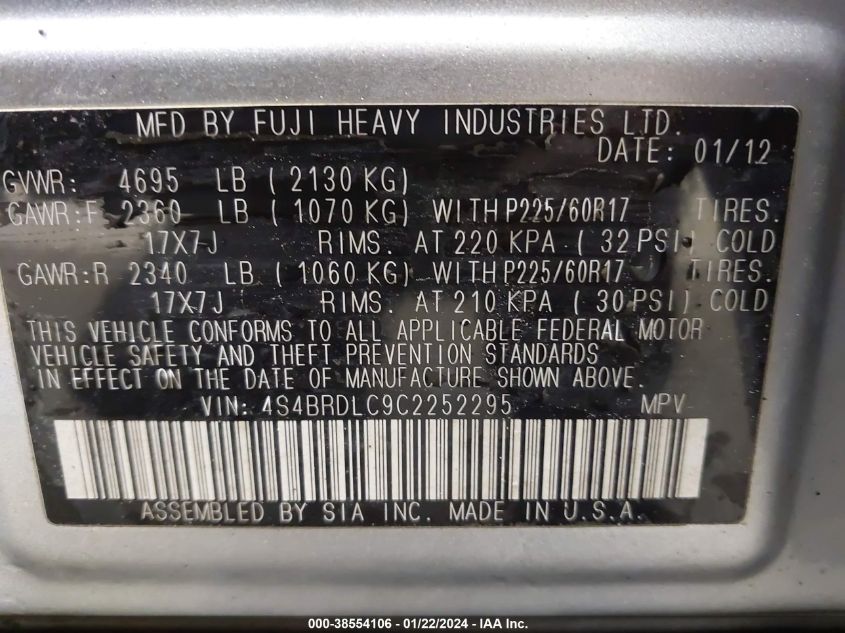 MFD BY FUJI HEAVY INDUSTRIES LTD.
DATE: 01/12
GVWR: 4695 LB ( 2130 KG)
GAWR:F 2360 LB ( 1070 KG) WITH P225/60R17 TIRES.
17X7J RIMS. AT 220 KPA ( 32 PSI) COLD
GAWR:R 2340 LB ( 1060 KG) WITH P225/60R17 TIRES.
17X7J RIMS. AT 210 KPA ( 30 PSI) COLD
THIS VEHICLE CONFORMS TO ALL APPLICABLE FEDERAL MOTOR
VEHICLE SAFETY AND THEFT PREVENTION STANDARDS
IN EFFECT ON THE DATE OF MANUFACTURE SHOWN ABOVE.
VIN: 4S4BRDLC9C2252295 MPV
ASSEMBLED BY SIA INC. MADE IN U.S.A.
000-38554106 - 01/22/2024 - IAA Inc.